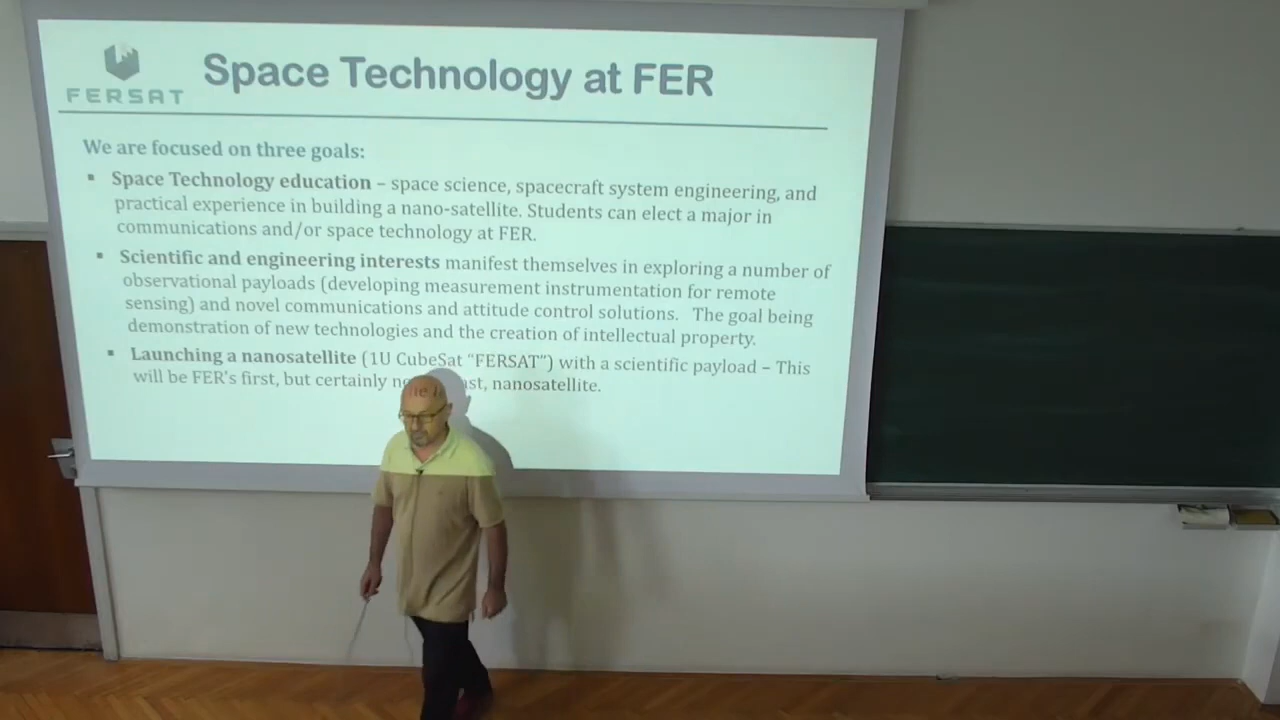 FERSAT
Space Technology at FER
We are focused on three goals:
▪ Space Technology education – space science, spacecraft system engineering, and
practical experience in building a nano-satellite. Students can elect a major in
communications and/or space technology at FER.
▪ Scientific and engineering interests manifest themselves in exploring a number of
observational payloads (developing measurement instrumentation for remote
sensing) and novel communications and attitude control solutions. The goal being
demonstration of new technologies and the creation of intellectual property.
▪ Launching a nanosatellite (1U CubeSat “FERSAT”) with a scientific payload – This
will be FER's first, but certainly nanosatellite.